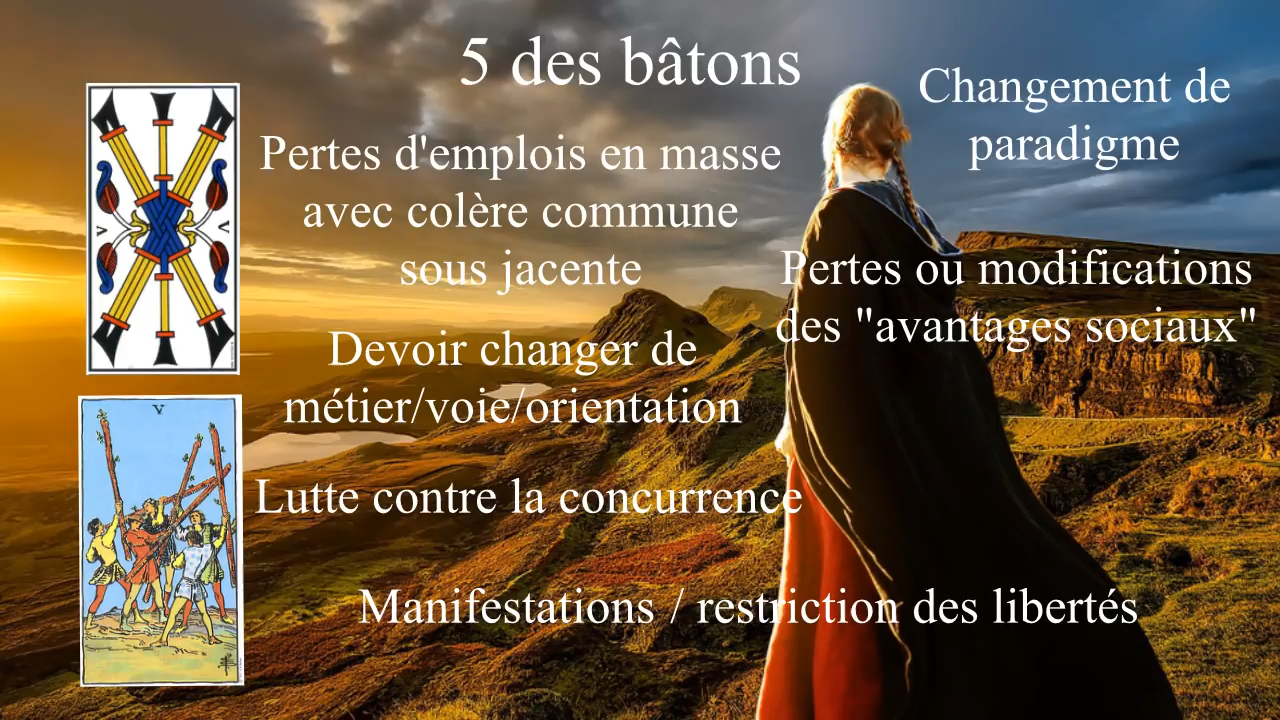 5 des bâtons
Changement de
paradigme
Pertes d'emplois en masse
avec colère commune
sous jacente
Pertes ou modifications
des "avantages sociaux"
Devoir changer de
métier/voie/orientation
Lutte contre la concurrence
Manifestations / restriction des libertés
V
V
V